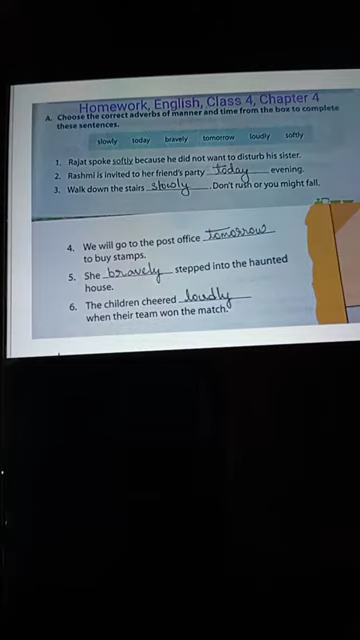 Homework, English, Class 4, Chapter 4
A. Choose the correct adverbs of manner and time from the box to complete
these sentences.
slowly today bravely tomorrow loudly softly
1. Rajat spoke softly because he did not want to disturb his sister.
2. Rashmi is invited to her friend's party today evening.
3. Walk down the stairs slowly. Don't rush or you might fall.
4. We will go to the post office tomorrow
to buy stamps.
5. She bravely stepped into the haunted
house.
6. The children cheered loudly
when their team won the match.